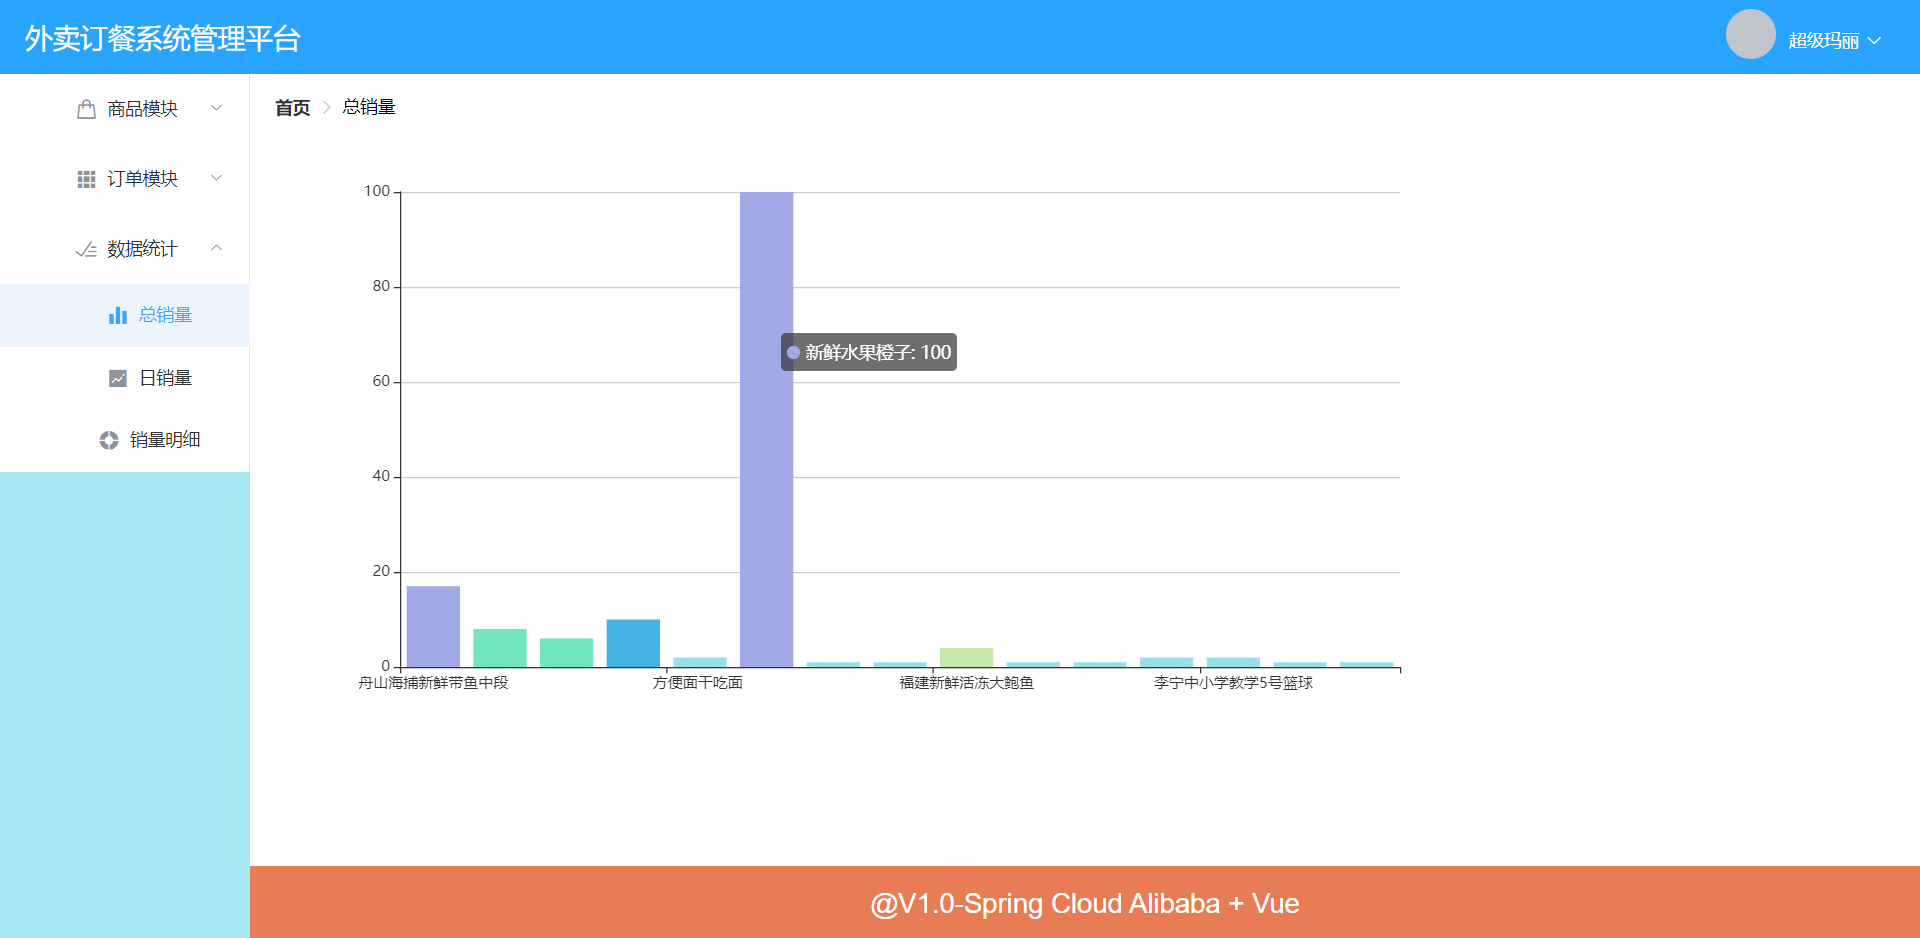 外卖订餐系统管理平台
超级玛丽
商品模块
订单模块
数据统计
总销量
日销量
销量明细
首页 总销量
100
80
60
40
20
0
新鲜水果橙子: 100
舟山海捕新鲜带鱼中段 方便面干吃面 福建新鲜活冻大鲍鱼 李宁中小学教学5号篮球
@V1.0-Spring Cloud Alibaba + Vue